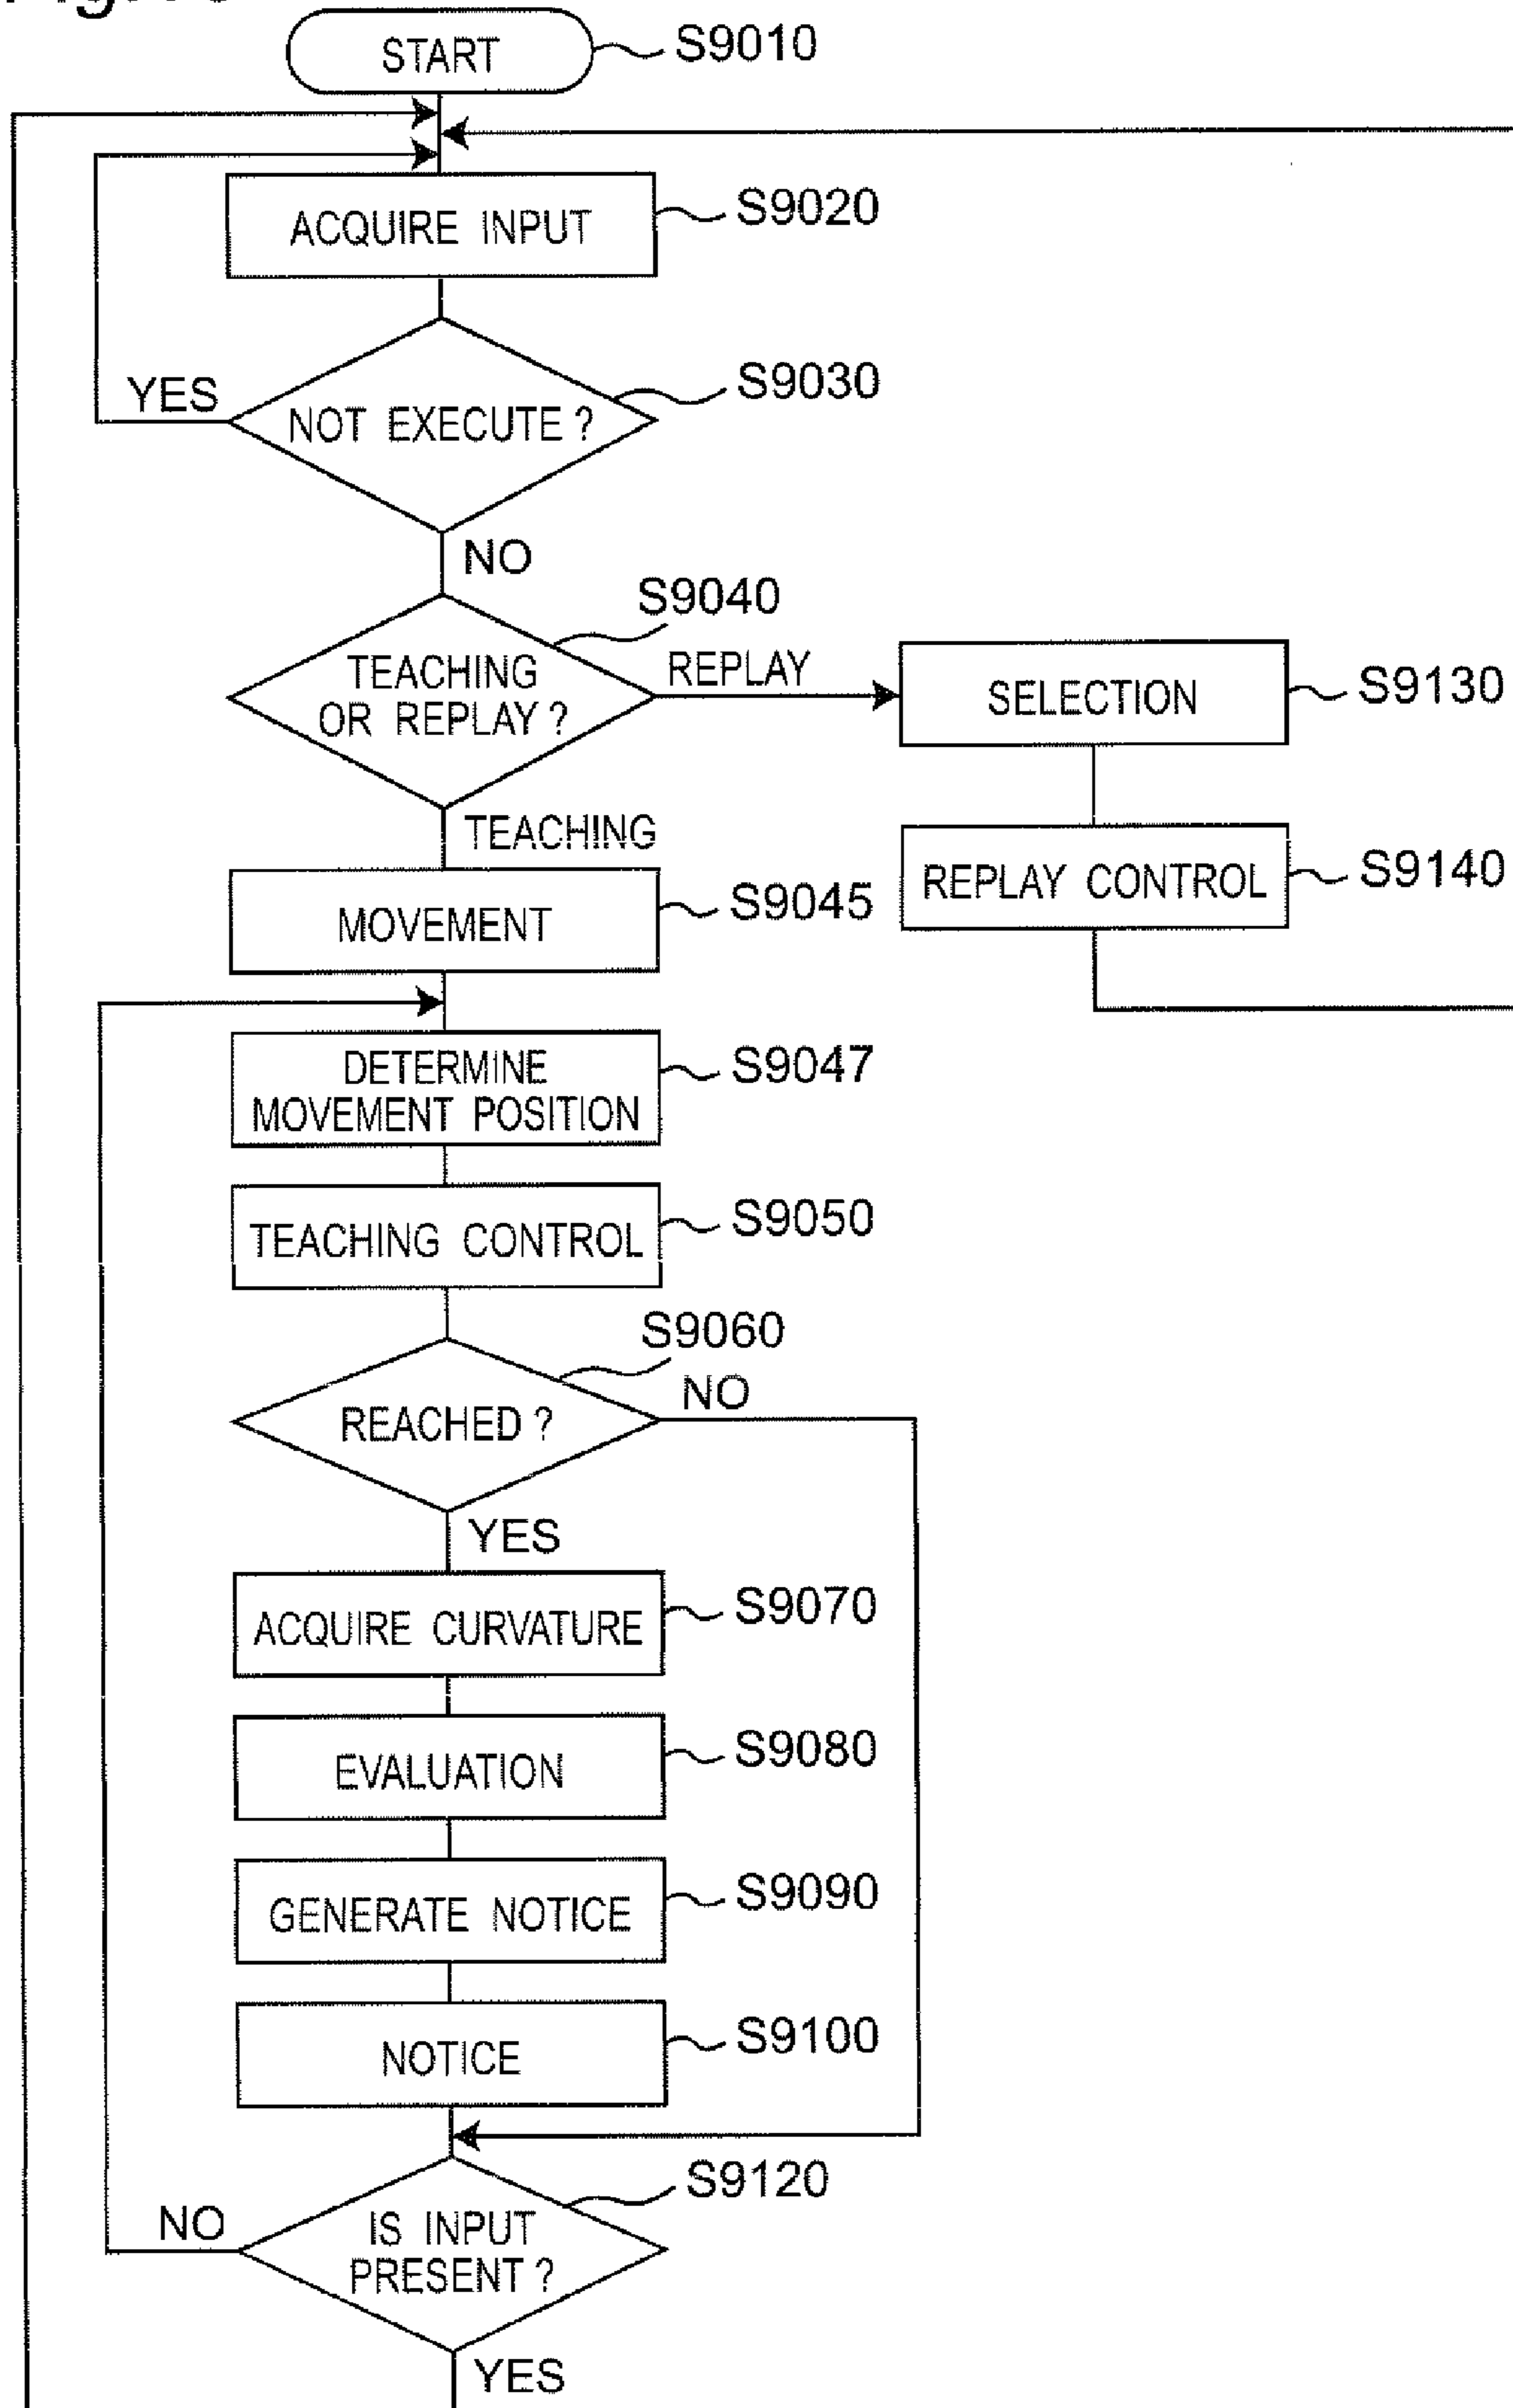 START
S9010
ACQUIRE INPUT
S9020
NOT EXECUTE ?
S9030
YES
NO
S9040
TEACHING
OR REPLAY ?
REPLAY
SELECTION
S9130
TEACHING
REPLAY CONTROL
S9140
MOVEMENT
S9045
DETERMINE
MOVEMENT POSITION
S9047
TEACHING CONTROL
S9050
S9060
REACHED ?
NO
YES
ACQUIRE CURVATURE
S9070
EVALUATION
S9080
GENERATE NOTICE
S9090
NOTICE
S9100
S9120
IS INPUT
PRESENT ?
NO
YES